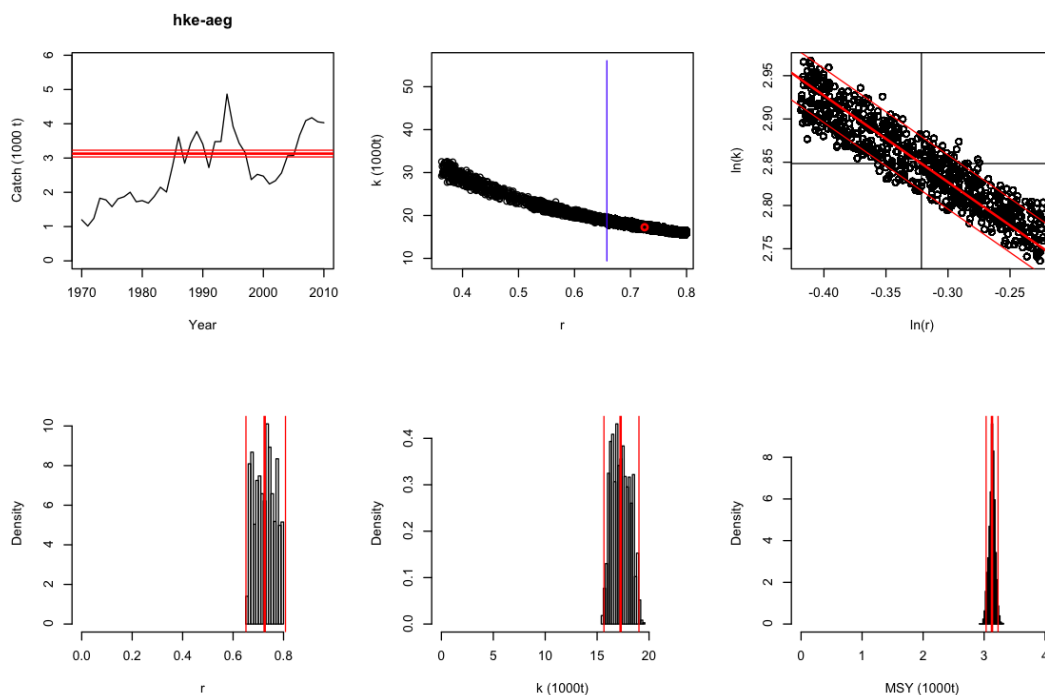 hke-aeg
Catch (1000 t)
0 1 2 3 4 5 6
1970 1980 1990 2000 2010
Year
k (1000t)
10 20 30 40 50
0.4 0.5 0.6 0.7 0.8
r
ln(k)
2.75 2.80 2.85 2.95
-0.40 -0.35 -0.30 -0.25
ln(r)
Density
0 2 4 6 8 10
0.0 0.2 0.4 0.6 0.8
r
Density
0.0 0.1 0.2 0.3 0.4
0 5 10 15 20
k (1000t)
Density
0 2 4 6 8
0 1 2 3 4
MSY (1000t)